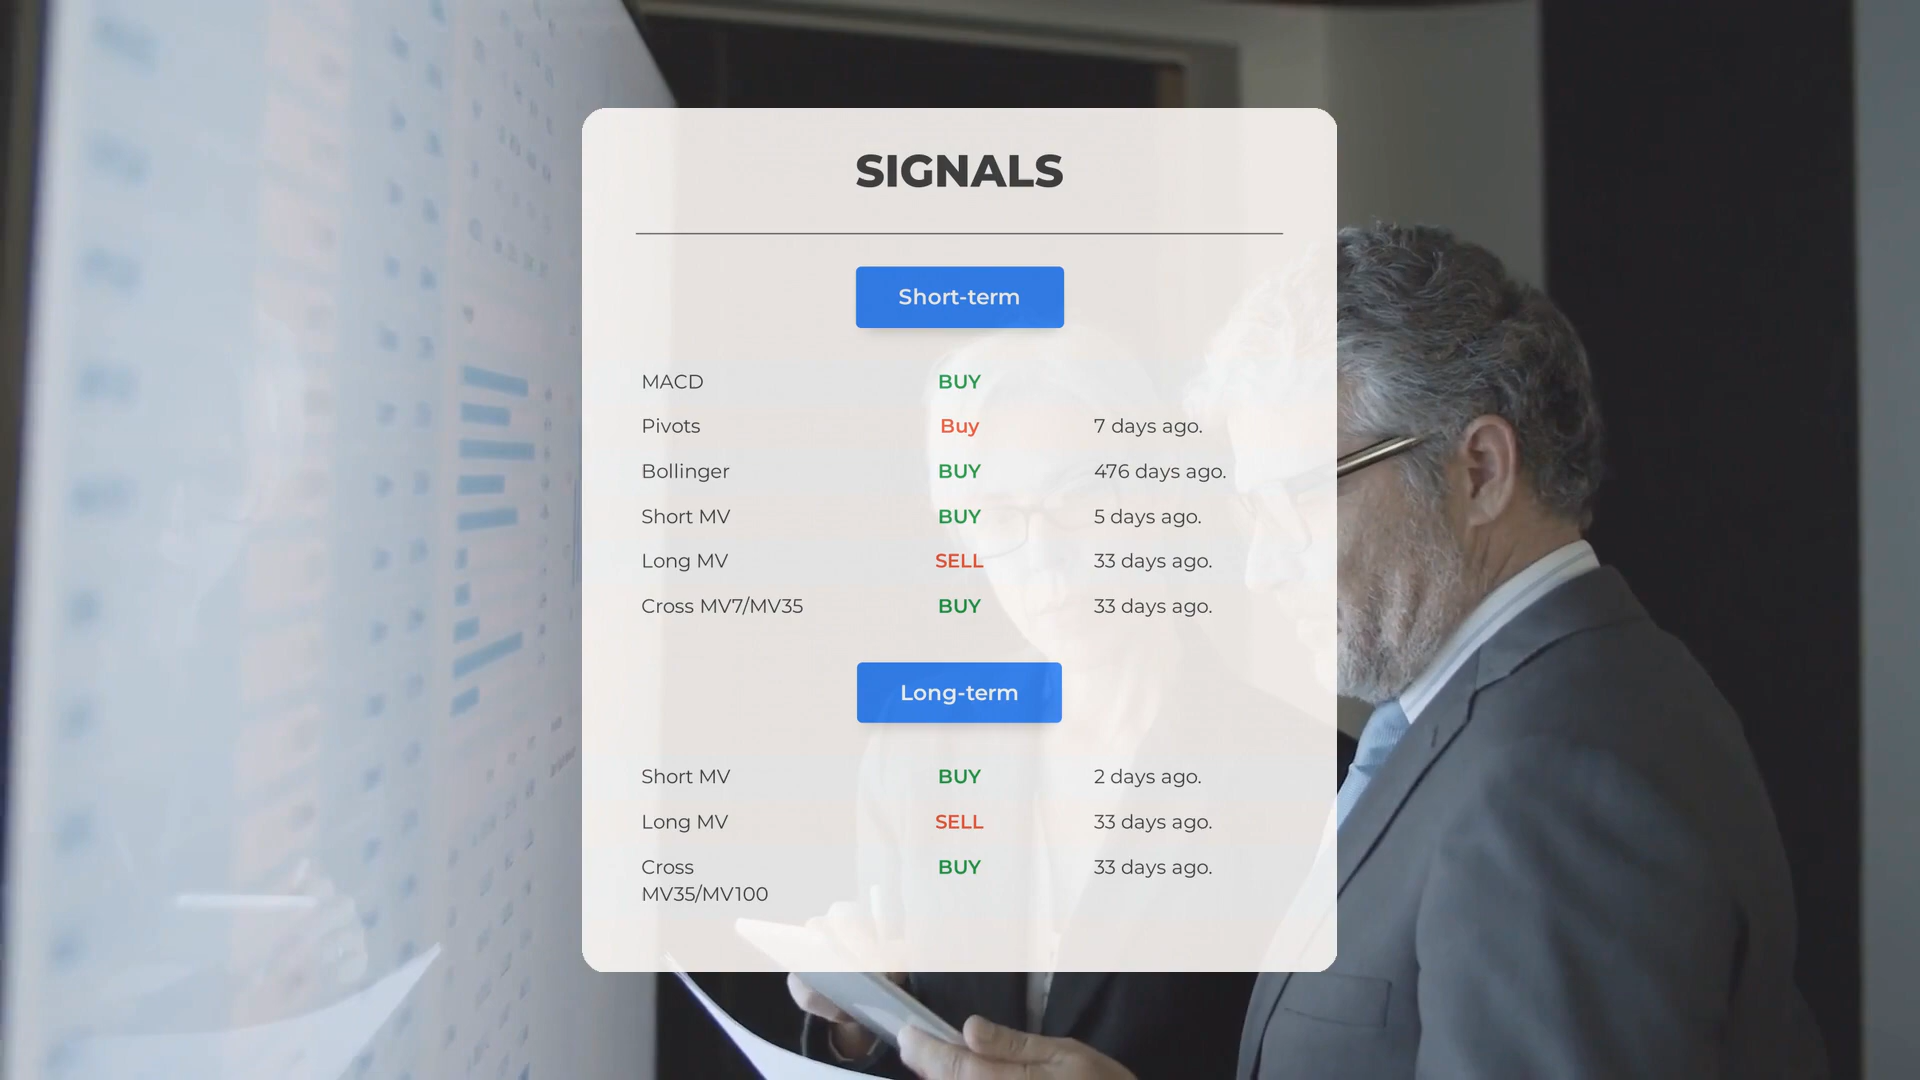 SIGNALS
Short-term
MACD BUY
Pivots Buy 7 days ago.
Bollinger BUY 476 days ago.
Short MV BUY 5 days ago.
Long MV SELL 33 days ago.
Cross MV7/MV35 BUY 33 days ago.
Long-term
Short MV BUY 2 days ago.
Long MV SELL 33 days ago.
Cross BUY 33 days ago.
MV35/MV100